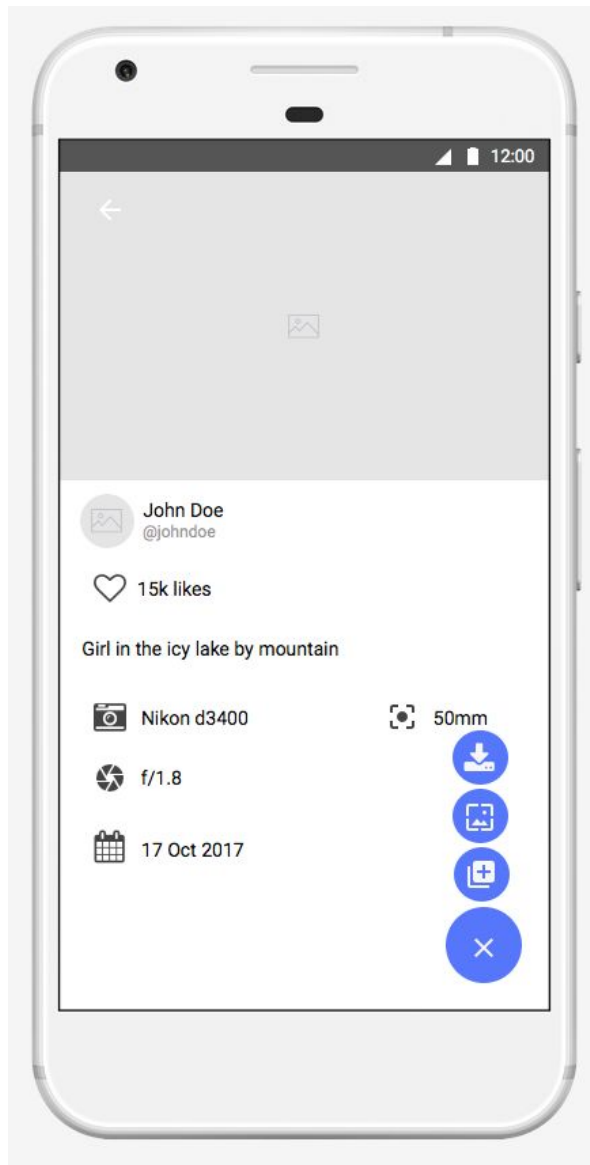 12:00
John Doe
@johndoe
15k likes
Girl in the icy lake by mountain
Nikon d3400
50mm
f/1.8
17 Oct 2017